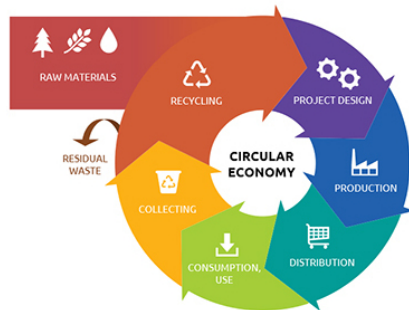 RAW MATERIALS
RECYCLING
PROJECT DESIGN
RESIDUAL
WASTE
CIRCULAR
ECONOMY
PRODUCTION
COLLECTING
DISTRIBUTION
CONSUMPTION,
USE